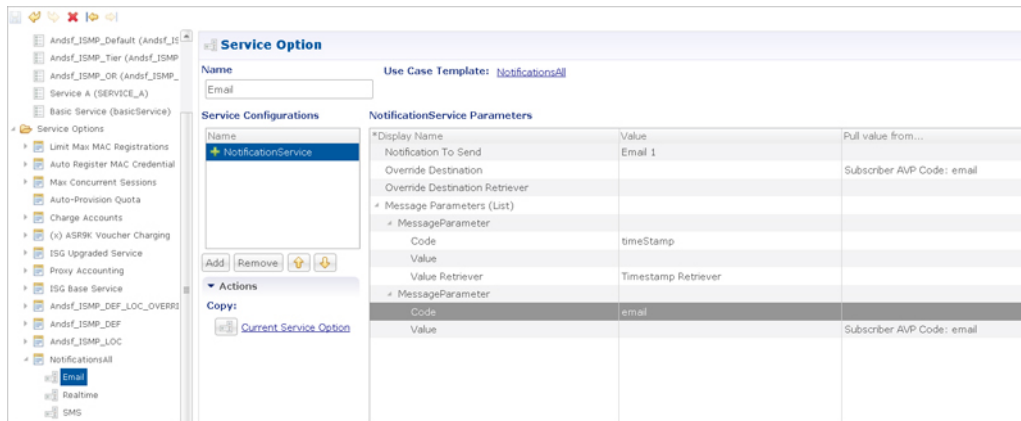 Andsf_ISMP_Default (Andsf_IS
Andsf_ISMP_Tier (Andsf_ISMP
Andsf_ISMP_OR (Andsf_ISMP_
Service A (SERVICE_A)
Basic Service (basicService)
Service Options
Limit Max MAC Registrations
Auto Register MAC Credential
Max Concurrent Sessions
Auto-Provision Quota
Charge Accounts
(x) ASR9K Voucher Charging
ISG Upgraded Service
Proxy Accounting
ISG Base Service
Andsf_ISMP_DEF_LOC_OVERRI
Andsf_ISMP_DEF
Andsf_ISMP_LOC
NotificationsAll
Email
Realtime
SMS
Service Option
Name
Use Case Template: NotificationsAll
Email
Service Configurations
Name
NotificationService
Add Remove
Actions
Copy:
Current Service Option
NotificationService Parameters
*Display Name Value Pull value from...
Notification To Send Email 1
Override Destination Subscriber AVP Code: email
Override Destination Retriever
Message Parameters (List)
MessageParameter
Code timeStamp
Value
Value Retriever Timestamp Retriever
MessageParameter
Code email
Value Subscriber AVP Code: email